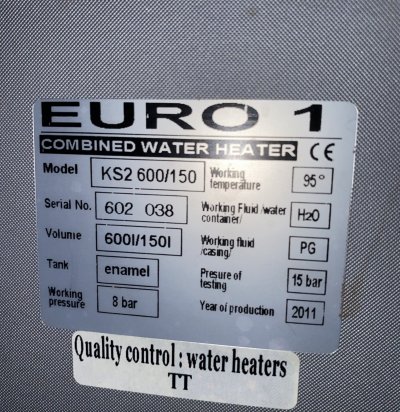 EURO 1
COMBINED WATER HEATER CE
Model KS2 600/150 Working temperature 95°
Serial No. 602 038 Working Fluid /water container/ H2O
Volume 600l/150l Working fluid /casing/ PG
Tank enamel Presure of testing 15 bar
Working pressure 8 bar Year of production 2011
Quality control : water heaters
TT